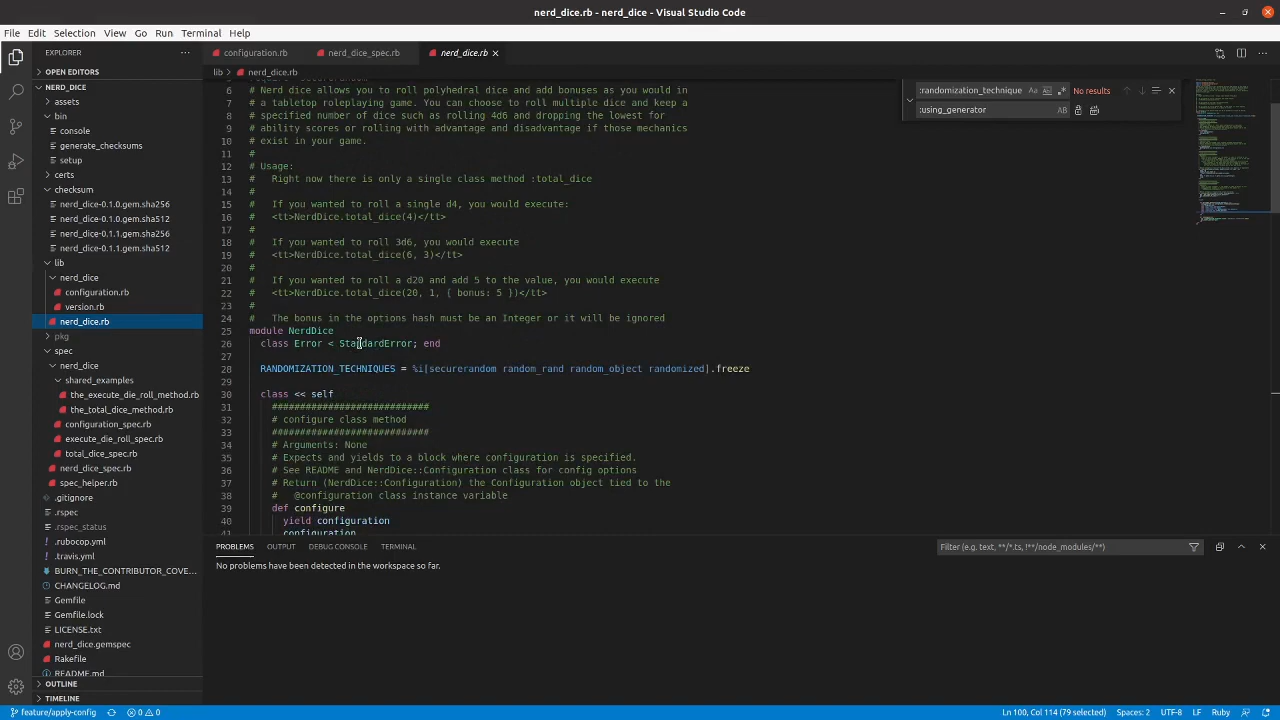 nerd_dice.rb - nerd_dice - Visual Studio Code
File Edit Selection View Go Run Terminal Help
EXPLORER
OPEN EDITORS
NERD_DICE
assets
bin
console
generate_checksums
setup
certs
checksum
nerd_dice-0.1.0.gem.sha256
nerd_dice-0.1.0.gem.sha512
nerd_dice-0.1.1.gem.sha256
nerd_dice-0.1.1.gem.sha512
lib
nerd_dice
configuration.rb
version.rb
nerd_dice.rb
pkg
spec
nerd_dice
shared_examples
the_execute_die_roll_method.rb
the_total_dice_method.rb
configuration_spec.rb
execute_die_roll_spec.rb
total_dice_spec.rb
nerd_dice_spec.rb
spec_helper.rb
.gitignore
.rspec
.rspec_status
.rubocop.yml
.travis.yml
BURN_THE_CONTRIBUTOR_COVE...
CHANGELOG.md
Gemfile
Gemfile.lock
LICENSE.txt
nerd_dice.gemspec
Rakefile
README.md
OUTLINE
TIMELINE
configuration.rb nerd_dice_spec.rb nerd_dice.rb
lib > nerd_dice.rb
:randomization_technique Aa Ab No results
:using_generator AB
6 # Nerd dice allows you to roll polyhedral dice and add bonuses as you would in
7 # a tabletop roleplaying game. You can choose to roll multiple dice and keep a
8 # specified number of dice such as rolling 4d6 and dropping the lowest for
9 # ability scores or rolling with advantage and disadvantage if those mechanics
10 # exist in your game.
11 #
12 # Usage:
13 #   Right now there is only a single class method :total_dice
14 #
15 #   If you wanted to roll a single d4, you would execute:
16 #   <tt>NerdDice.total_dice(4)</tt>
17 #
18 #   If you wanted to roll 3d6, you would execute
19 #   <tt>NerdDice.total_dice(6, 3)</tt>
20 #
21 #   If you wanted to roll a d20 and add 5 to the value, you would execute
22 #   <tt>NerdDice.total_dice(20, 1, { bonus: 5 })</tt>
23 #
24 #   The bonus in the options hash must be an Integer or it will be ignored
25 module NerdDice
26   class Error < StandardError; end
27
28   RANDOMIZATION_TECHNIQUES = %i[securerandom random_rand random_object randomized].freeze
29
30   class << self
31     ############################
32     # configure class method
33     ############################
34     # Arguments: None
35     # Expects and yields to a block where configuration is specified.
36     # See README and NerdDice::Configuration class for config options
37     # Return (NerdDice::Configuration) the Configuration object tied to the
38     #   @configuration class instance variable
39     def configure
40       yield configuration
41       configuration
PROBLEMS OUTPUT DEBUG CONSOLE TERMINAL
Filter (e.g. text, **/*.ts, !**/node_modules/**)
No problems have been detected in the workspace so far.
feature/apply-config 0 0 Ln 100, Col 114 (79 selected) Spaces: 2 UTF-8 LF Ruby